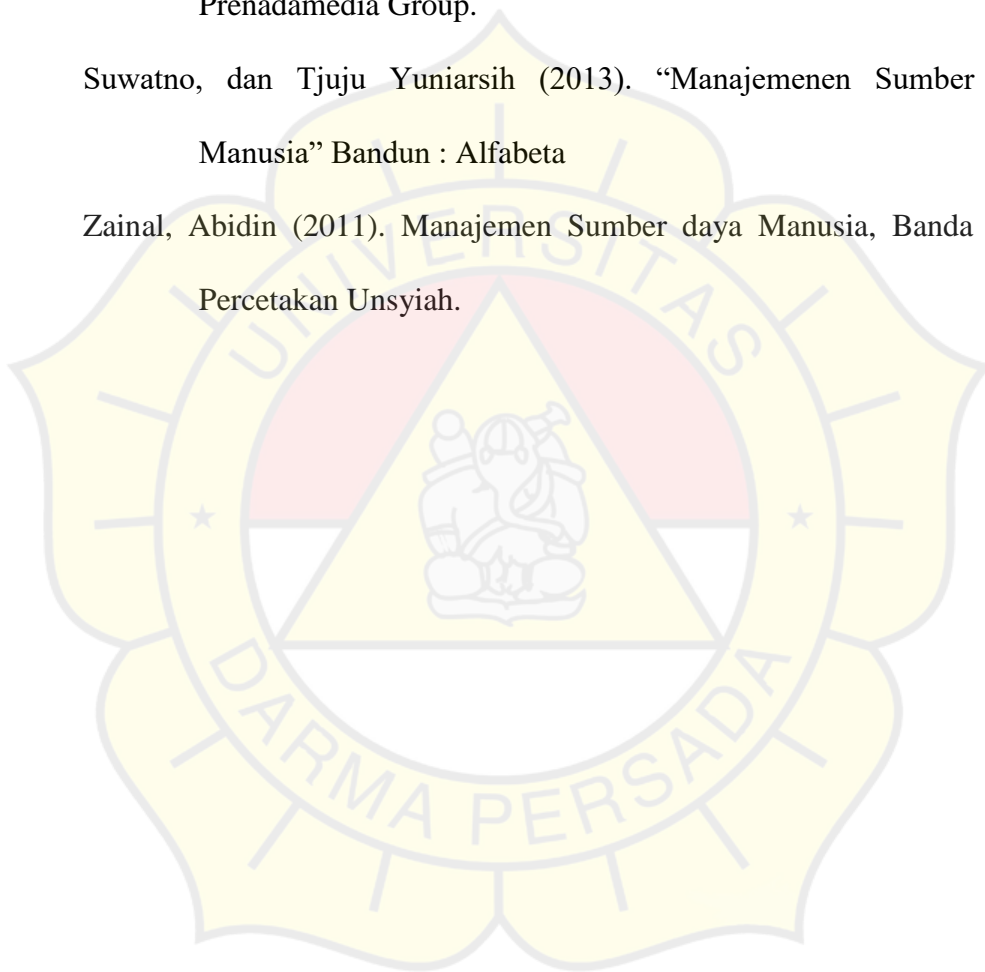 Prenadamedia Group.
Suwatno, dan Tjuju Yuniarsih (2013). “Manajemenen Sumber
Manusia” Bandun : Alfabeta
Zainal, Abidin (2011). Manajemen Sumber daya Manusia, Banda
Percetakan Unsyiah.
UNIVERSITAS
DARMA PERSADA